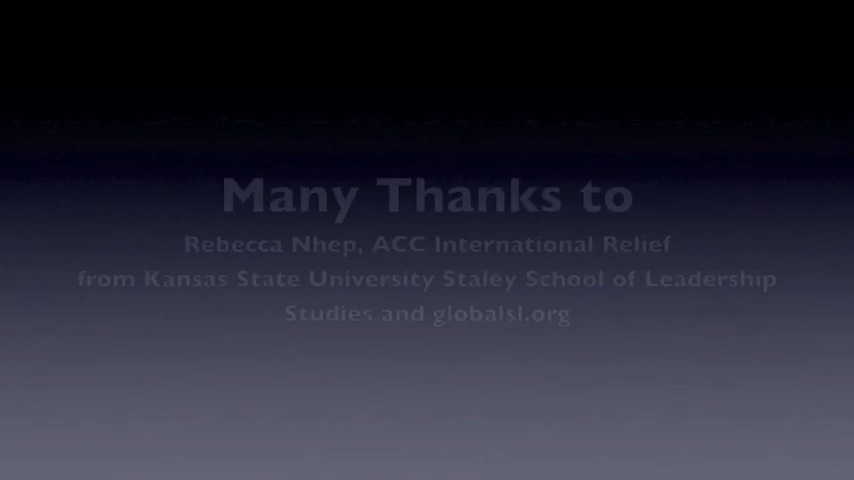 Many Thanks to
Rebecca Nhep, ACC International Relief
from Kansas State University Staley School of Leadership
Studies and globalsl.org